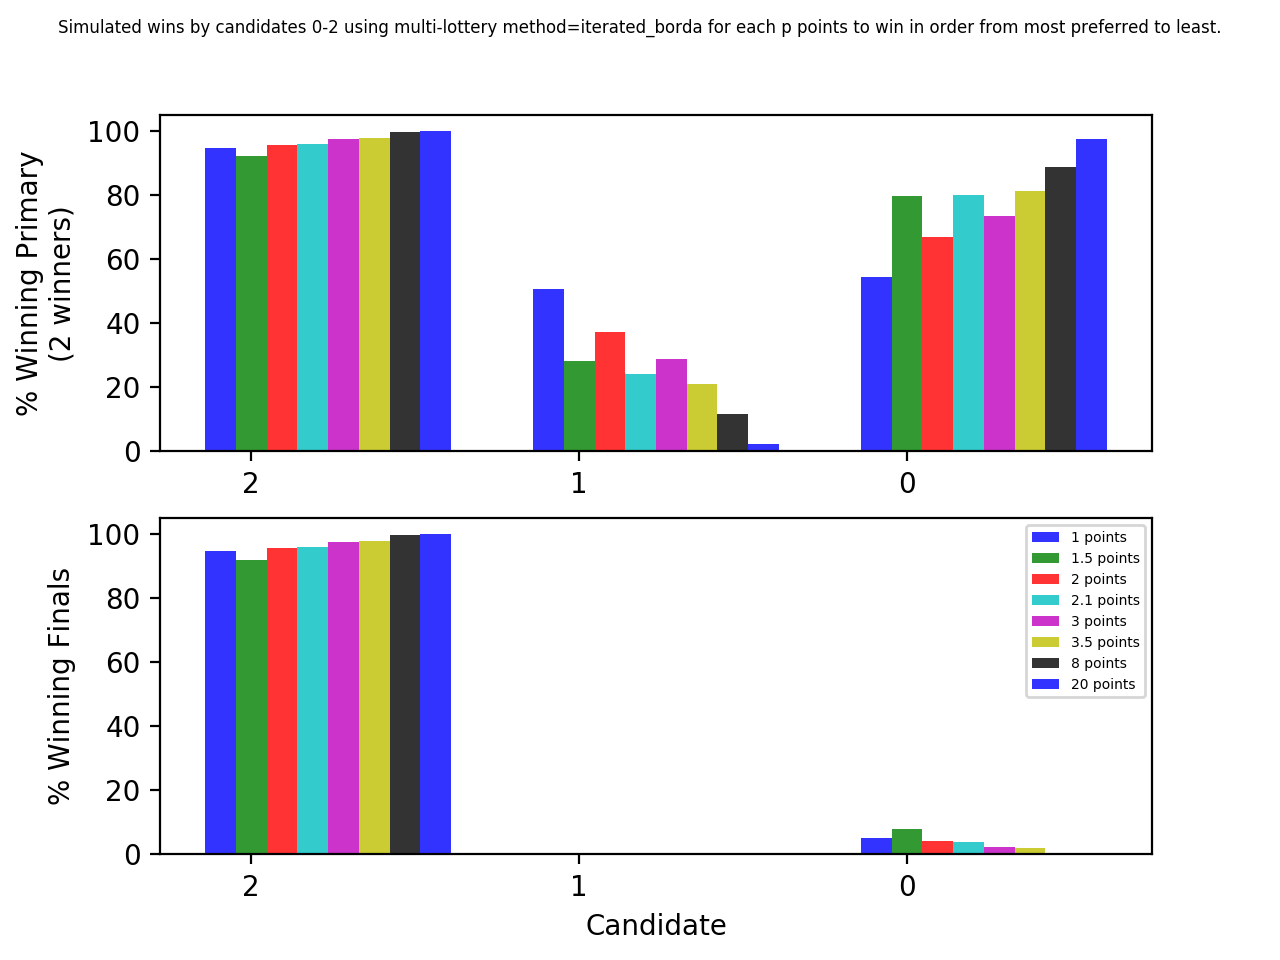 Simulated wins by candidates 0-2 using multi-lottery method=iterated_borda for each p points to win in order from most preferred to least.
% Winning Primary
(2 winners)
100
80
60
40
20
0
2 1 0
% Winning Finals
100
80
60
40
20
0
2 1 0
Candidate
1 points
1.5 points
2 points
2.1 points
3 points
3.5 points
8 points
20 points